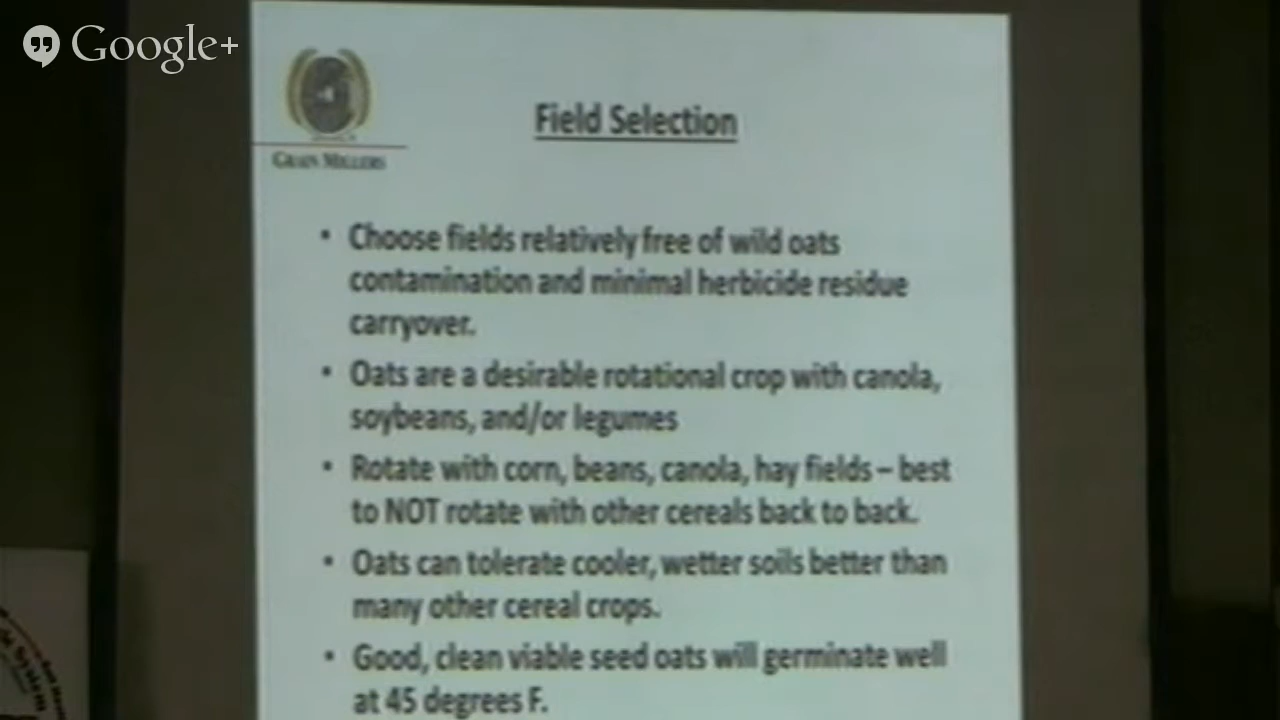 Google+
GRAIN MILLERS
Field Selection
• Choose fields relatively free of wild oats
contamination and minimal herbicide residue
carryover.
• Oats are a desirable rotational crop with canola,
soybeans, and/or legumes
• Rotate with corn, beans, canola, hay fields – best
to NOT rotate with other cereals back to back.
• Oats can tolerate cooler, wetter soils better than
many other cereal crops.
• Good, clean viable seed oats will germinate well
at 45 degrees F.